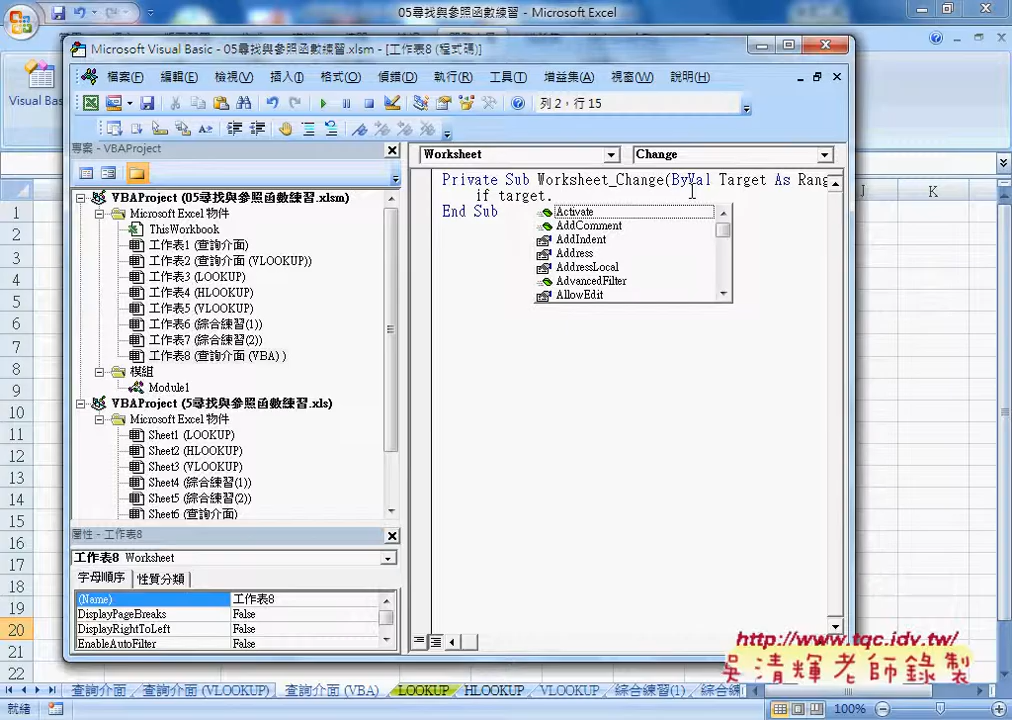 05尋找與參照函數練習 - Microsoft Excel
Visual Bas
Microsoft Visual Basic - 05尋找與參照函數練習.xlsm - [工作表8 (程式碼)]
檔案(F) 編輯(E) 檢視(V) 插入(I) 格式(O) 偵錯(D) 執行(R) 工具(T) 增益集(A) 視窗(W) 說明(H)
列 2，行 15
專案 - VBAProject
VBAProject (05尋找與參照函數練習.xlsm)
Microsoft Excel 物件
ThisWorkbook
工作表1 (查詢介面)
工作表2 (查詢介面 (VLOOKUP))
工作表3 (LOOKUP)
工作表4 (HLOOKUP)
工作表5 (VLOOKUP)
工作表6 (綜合練習(1))
工作表7 (綜合練習(2))
工作表8 (查詢介面 (VBA) )
模組
Module1
VBAProject (5尋找與參照函數練習.xls)
Microsoft Excel 物件
Sheet1 (LOOKUP)
Sheet2 (HLOOKUP)
Sheet3 (VLOOKUP)
Sheet4 (綜合練習(1))
Sheet5 (綜合練習(2))
Sheet6 (查詢介面)
屬性 - 工作表8
工作表8 Worksheet
字母順序 性質分類
(Name) 工作表8
DisplayPageBreaks False
DisplayRightToLeft False
EnableAutoFilter False
Worksheet Change
Private Sub Worksheet_Change(ByVal Target As Rang
if target.
End Sub
Activate
AddComment
AddIndent
Address
AddressLocal
AdvancedFilter
AllowEdit
J K
1
2
3
4
5
6
7
8
9
10
11
12
13
14
15
16
17
18
19
20
21
22
http://www.tqc.idv.tw/
吳清輝老師錄製
查詢介面 查詢介面 (VLOOKUP) 查詢介面 (VBA) LOOKUP HLOOKUP VLOOKUP 綜合練習(1) 綜合練
就緒 100%